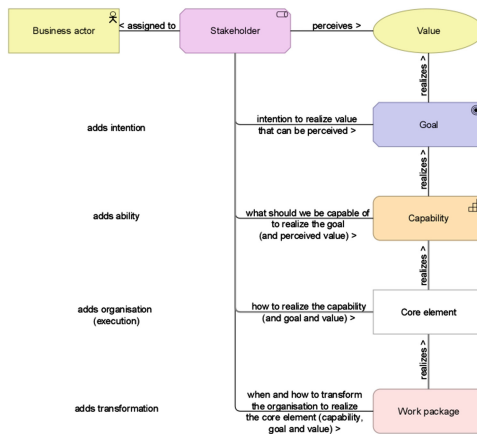 Business actor
< assigned to
Stakeholder
perceives >
Value
realizes >
adds intention
intention to realize value
that can be perceived >
Goal
realizes >
adds ability
what should we be capable of
to realize the goal
(and perceived value) >
Capability
realizes >
adds organisation
(execution)
how to realize the capability
(and goal and value) >
Core element
realizes >
adds transformation
when and how to transform
the organisation to realize
the core element (capability,
goal and value) >
Work package